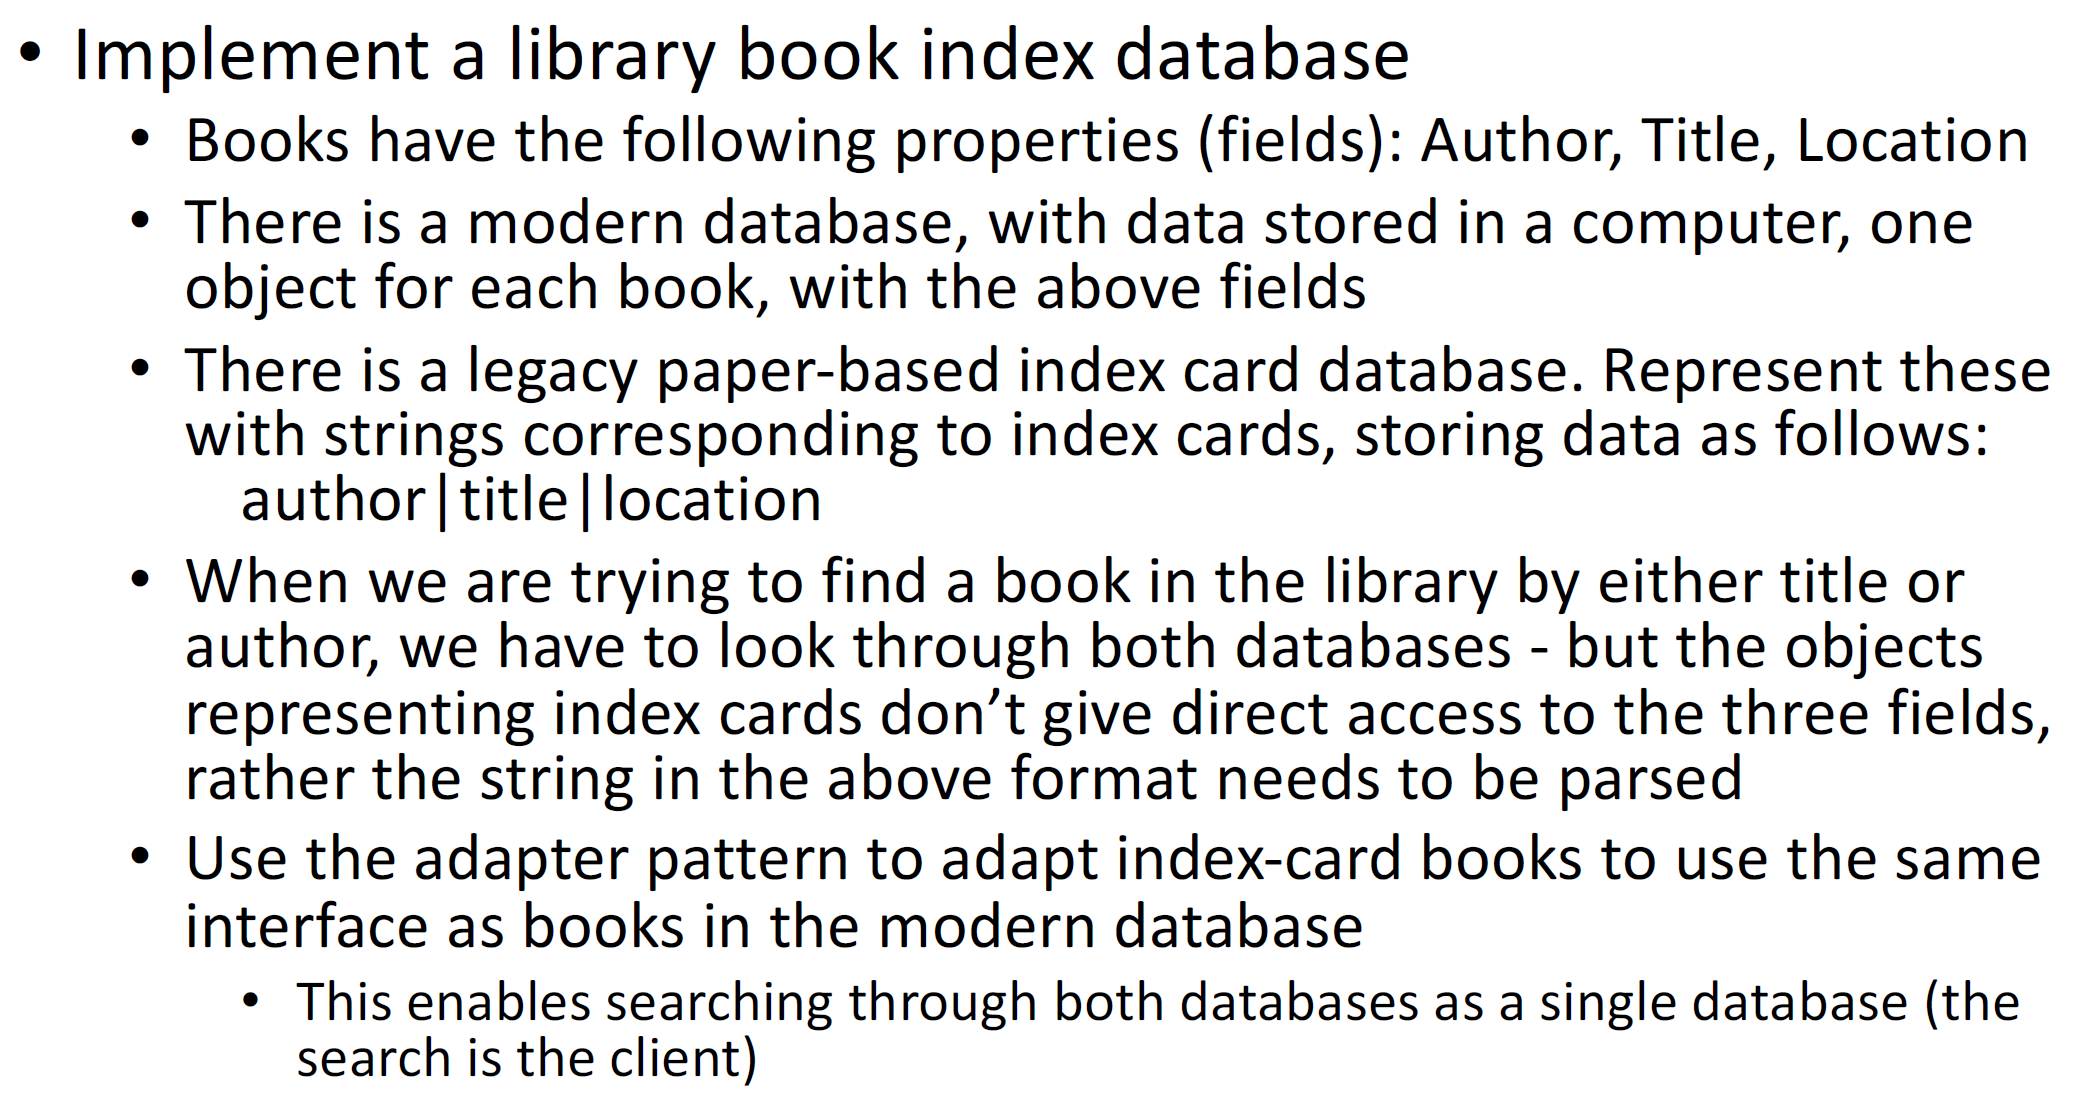 • Implement a library book index database
• Books have the following properties (fields): Author, Title, Location
• There is a modern database, with data stored in a computer, one
object for each book, with the above fields
• There is a legacy paper-based index card database. Represent these
with strings corresponding to index cards, storing data as follows:
author|title|location
• When we are trying to find a book in the library by either title or
author, we have to look through both databases - but the objects
representing index cards don’t give direct access to the three fields,
rather the string in the above format needs to be parsed
• Use the adapter pattern to adapt index-card books to use the same
interface as books in the modern database
• This enables searching through both databases as a single database (the
search is the client)